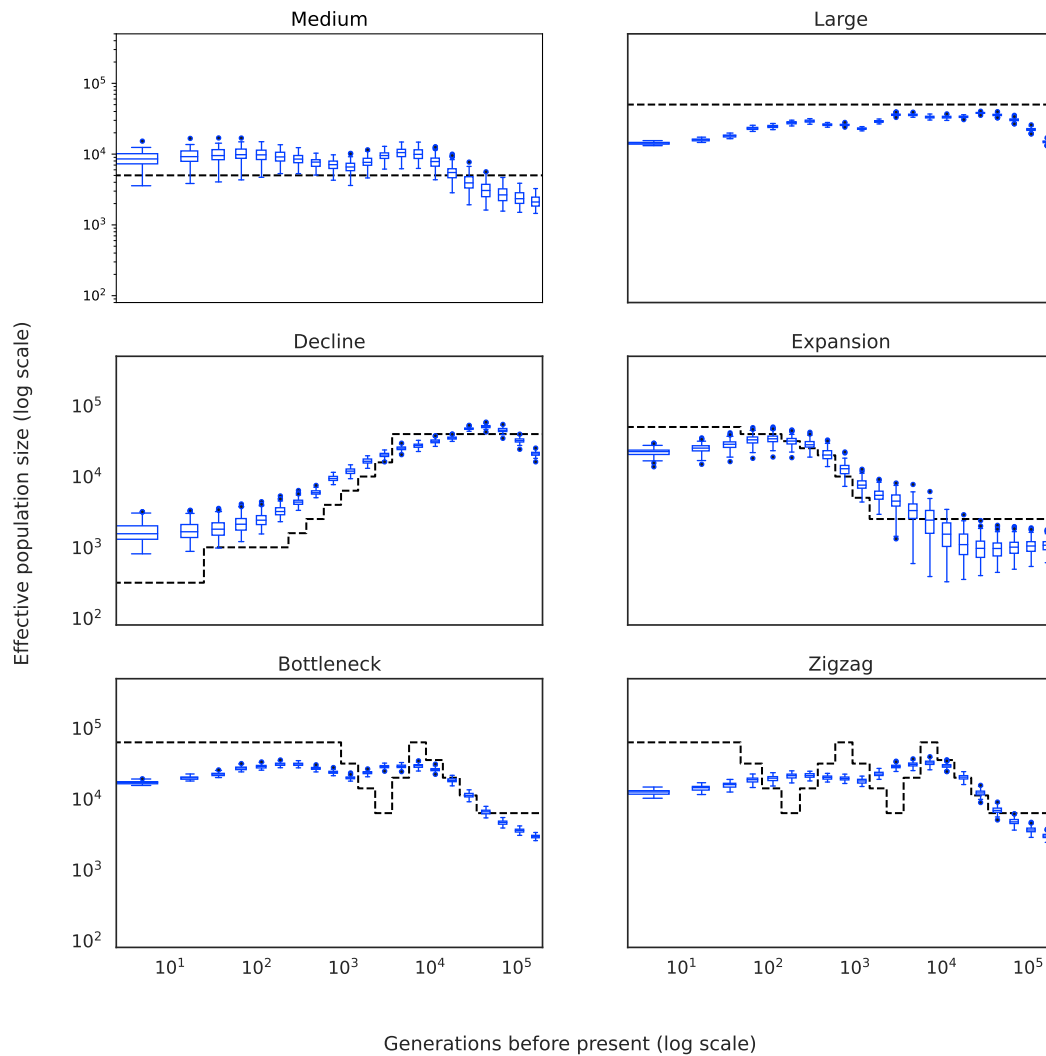 Medium
Large
10⁵
10⁴
10³
10²
Decline
Expansion
10⁵
10⁴
10³
10²
Effective population size (log scale)
Bottleneck
Zigzag
10⁵
10⁴
10³
10²
10¹ 10² 10³ 10⁴ 10⁵
10¹ 10² 10³ 10⁴ 10⁵
Generations before present (log scale)